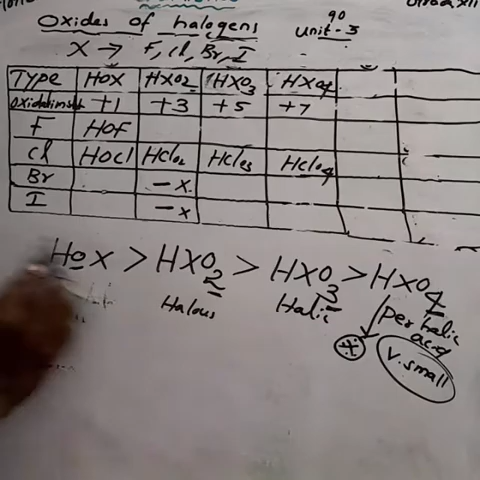 Oxides of halogens
90
Unit-3
X → F, Cl, Br, I
Type HOX HXO2 HXO3 HXO4
+1 +3 +5 +7
F HOF
Cl HOCl HClO2 HClO3 HClO4
Br - x
I - x
HOX > HXO2 > HXO3 > HXO4
Halous Halic per halic
acid
V.small